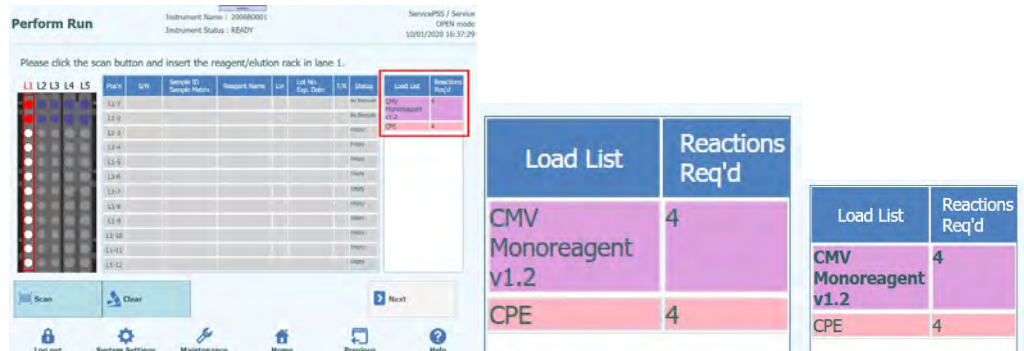 Perform Run
Instrument Name : 2006B0001
Instrument Status : READY
ServicePSS / Service
OPEN mode
10/01/2020 16:37:29
Please click the scan button and insert the reagent/elution rack in lane 1.
L1 L2 L3 L4 L5
Pos'n S/N Sample ID Sample Matrix Reagent Name Lot No. Exp. Date T/R Status
Load List Reactions Req'd
L1-1
L1-2
L1-3
L1-4
L1-5
L1-6
L1-7
L1-8
L1-9
L1-10
L1-11
L1-12
CMV
Monoreagent
v1.2
4
CPE 4
Scan Clear Next
Log out System Settings Maintenance Home Previous Help
Load List Reactions
Req'd
CMV
Monoreagent
v1.2
4
CPE 4
Load List Reactions
Req'd
CMV
Monoreagent
v1.2
4
CPE 4